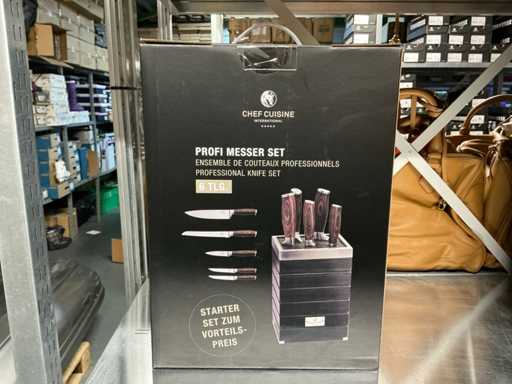 CHEF CUISINE
INTERNATIONAL
PROFI MESSER SET
ENSEMBLE DE COUTEAUX PROFESSIONNELS
PROFESSIONAL KNIFE SET
6 TLG.
STARTER
SET ZUM
VORTEILS-
PREIS